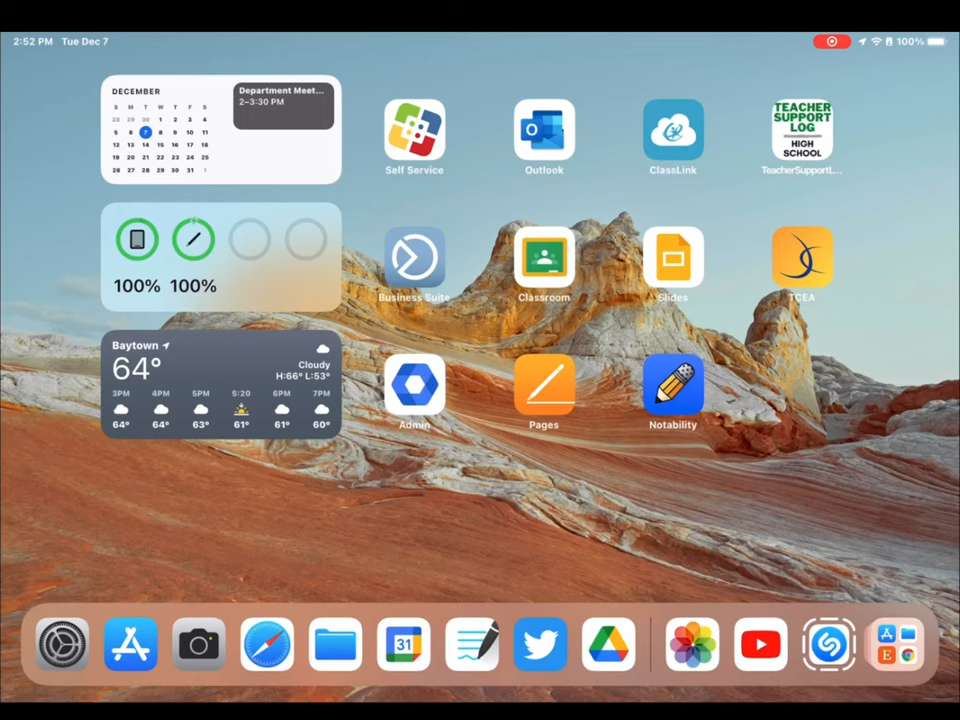 2:52 PM Tue Dec 7
100%
DECEMBER
S M T W T F S
28 29 30 1 2 3 4
5 6 7 8 9 10 11
12 13 14 15 16 17 18
19 20 21 22 23 24 25
26 27 28 29 30 31 1
Department Meet...
2–3:30 PM
TEACHER
SUPPORT
LOG
HIGH
SCHOOL
Self Service
Outlook
ClassLink
TeacherSupportL...
100% 100%
Business Suite
Classroom
Slides
TCEA
Baytown
64°
Cloudy
H:66° L:53°
3PM 4PM 5PM 5:20 6PM 7PM
64° 64° 63° 61° 61° 60°
Admin
Pages
Notability
31
E